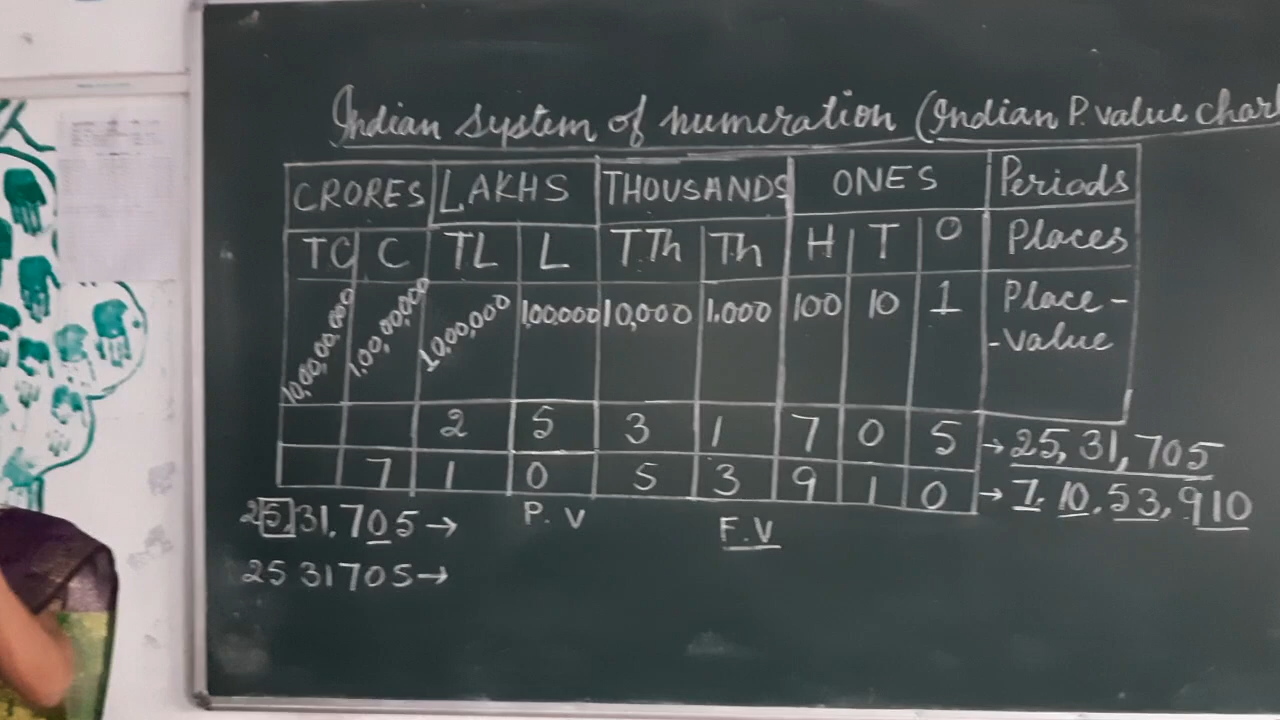 Indian system of numeration (Indian P. value chart
CRORES LAKHS THOUSANDS ONES Periods
TC C TL L T Th Th H T O Places
10,00,00,000 1,00,00,000 10,00,000 1,00,000 10,000 1,000 100 10 1 Place-
-value
2 5 3 1 7 0 5 → 25,31,705
7 1 0 5 3 9 1 0 → 7,10,53,910
25,31,705 → P. V F.V
25 31705 →